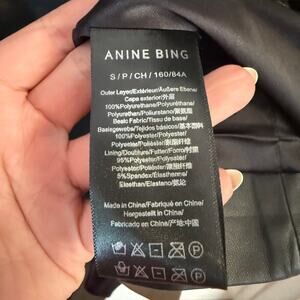 ANINE BING
S/P/CH/160/84A
Outer Layer/Extérieur/Äußere Ebene/
Capa exterior/外层
100%Polyurethane/Polyuréthane/
Polyurethan/Poliuretano/聚氨酯
Basic Fabric/Tissu de base/
Basisgewebe/Tejidos básicos/基本面料
100%Polyester/Polyester/
Polyester/Poliéster/聚酯纤维
Lining/Doublure/Futter/Forro/衬里
95%Polyester/Polyester/
Polyester/Poliéster/聚酯纤维
5%Spandex/Élasthanne/
Elasthan/Elastano/氨纶
Made in China/Fabriqué en China/
Hergestellt in China/
Fabricado en China/产地:中国